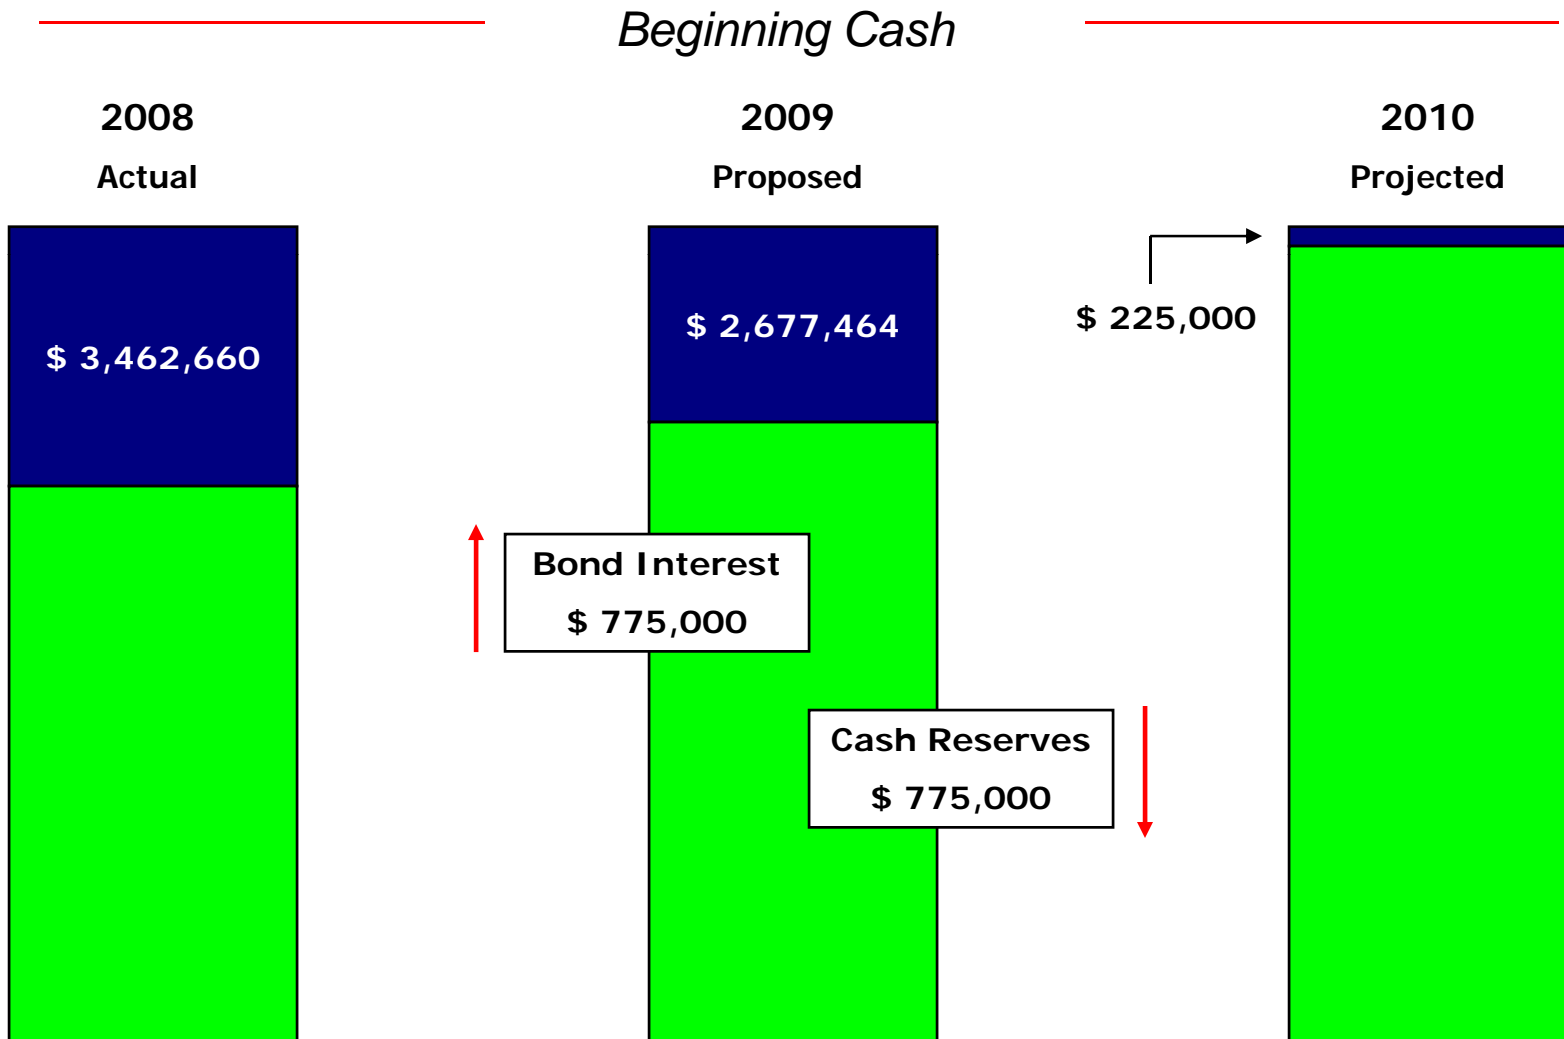 Beginning Cash
2008
Actual
2009
Proposed
2010
Projected
$ 3,462,660
$ 2,677,464
$ 225,000
Bond Interest
$ 775,000
Cash Reserves
$ 775,000